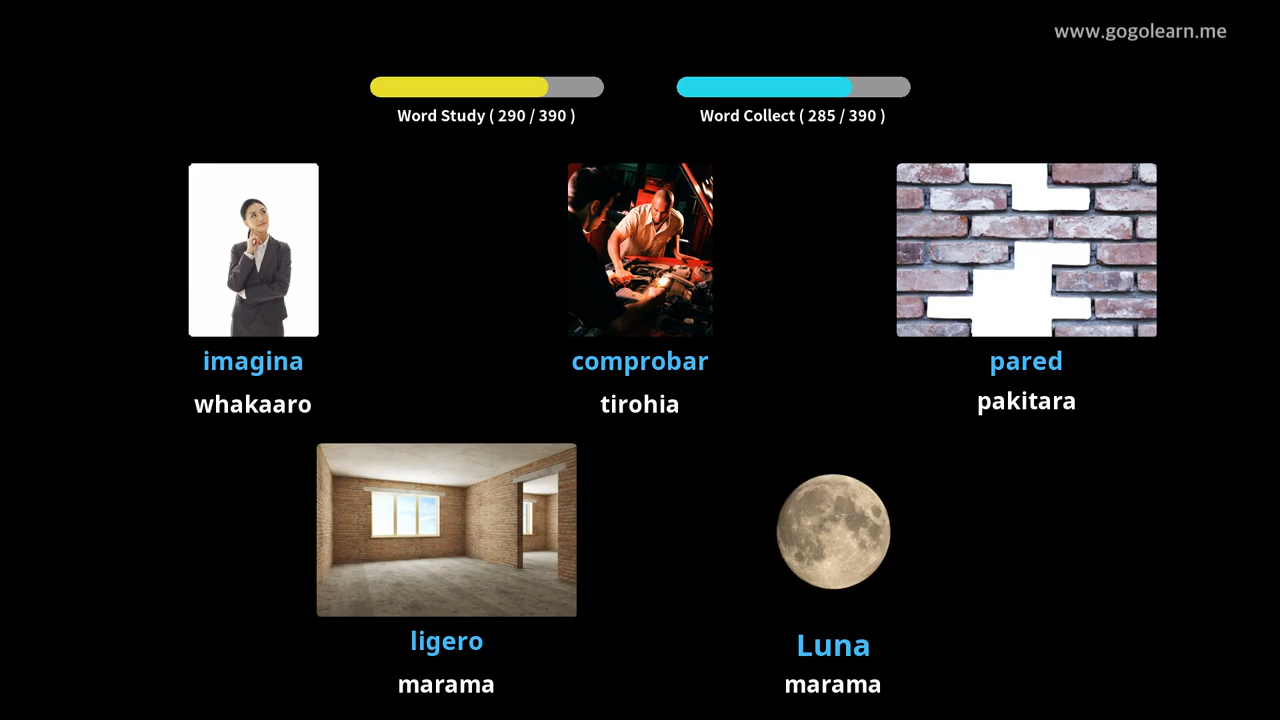 www.gogolearn.me
Word Study ( 290 / 390 )
Word Collect ( 285 / 390 )
imagina
whakaaro
comprobar
tirohia
pared
pakitara
ligero
marama
Luna
marama